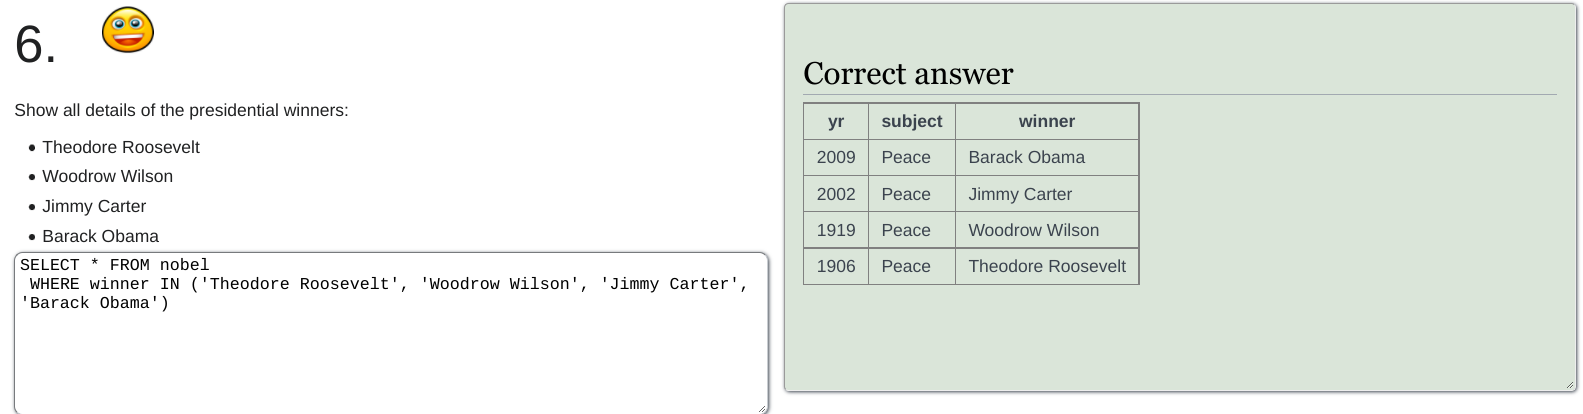 6.
Show all details of the presidential winners:
• Theodore Roosevelt
• Woodrow Wilson
• Jimmy Carter
• Barack Obama
SELECT * FROM nobel
 WHERE winner IN ('Theodore Roosevelt', 'Woodrow Wilson', 'Jimmy Carter',
'Barack Obama')
Correct answer
yr subject winner
2009 Peace Barack Obama
2002 Peace Jimmy Carter
1919 Peace Woodrow Wilson
1906 Peace Theodore Roosevelt